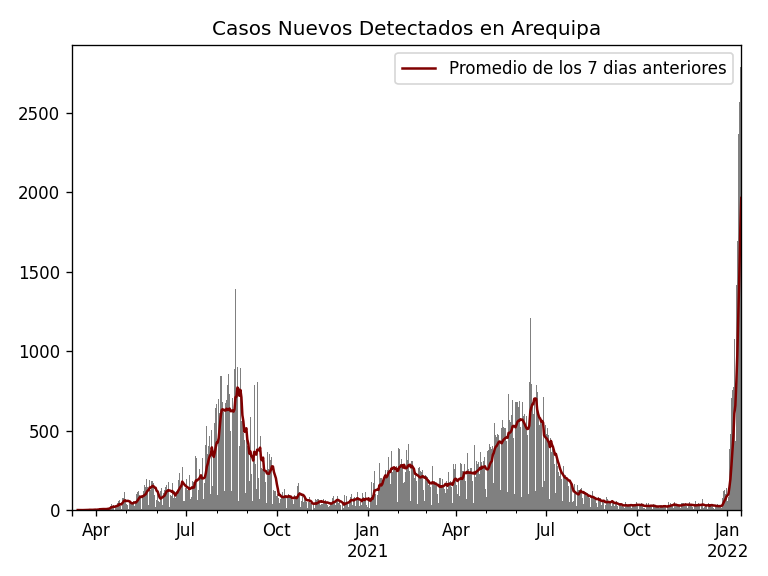 Casos Nuevos Detectados en Arequipa
Promedio de los 7 dias anteriores
2500
2000
1500
1000
500
0
Apr Jul Oct Jan Apr Jul Oct Jan
2021 2022